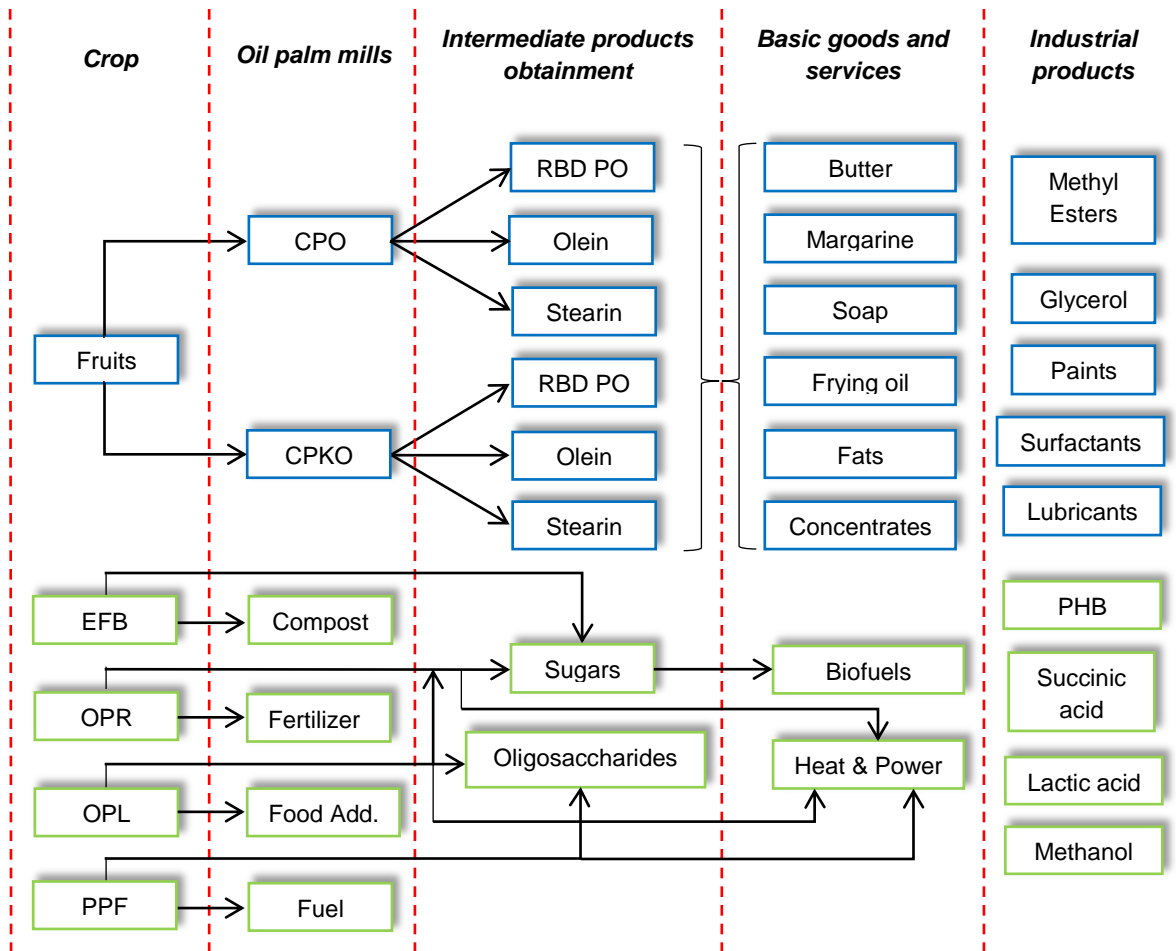 Crop
Oil palm mills
Intermediate products
obtainment
Basic goods and
services
Industrial
products
Fruits
CPO
CPKO
RBD PO
Olein
Stearin
RBD PO
Olein
Stearin
Butter
Margarine
Soap
Frying oil
Fats
Concentrates
Methyl
Esters
Glycerol
Paints
Surfactants
Lubricants
EFB
OPR
OPL
PPF
Compost
Fertilizer
Food Add.
Fuel
Sugars
Oligosaccharides
Biofuels
Heat & Power
PHB
Succinic
acid
Lactic acid
Methanol